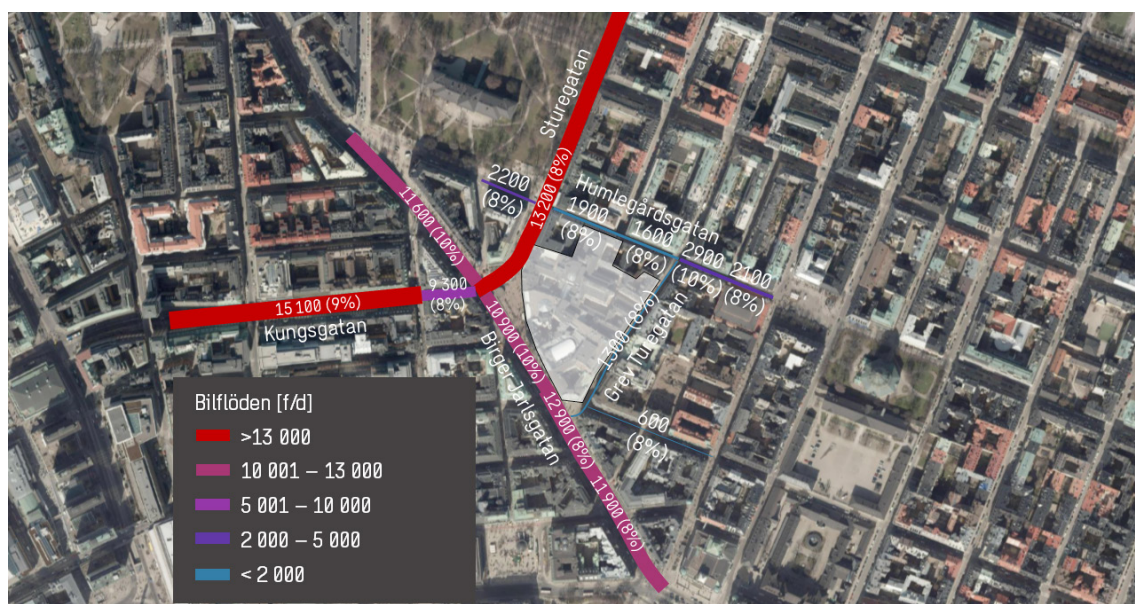 Sturegatan
13 200 (8%)
2200
(8%)
Humlegårdsgatan
1900
(8%)
1600
(8%)
2900
(10%)
2100
(8%)
11 600 (10%)
9 300
(8%)
15 100 (9%)
Kungsgatan
10 900 (10%)
Birger Jarlsgatan
12 900 (8%)
11 900 (8%)
1300 (8%)
Grev Turegatan
600
(8%)
Bilflöden [f/d]
>13 000
10 001 – 13 000
5 001 – 10 000
2 000 – 5 000
< 2 000